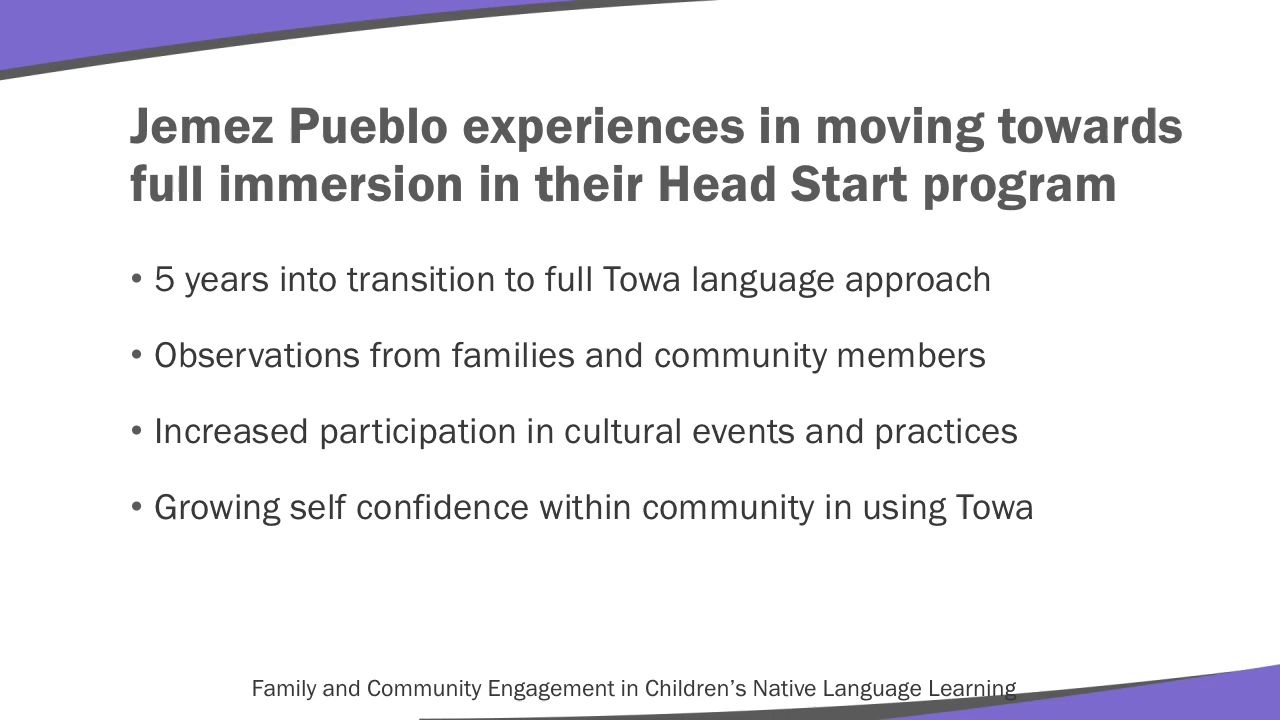 Jemez Pueblo experiences in moving towards
full immersion in their Head Start program
• 5 years into transition to full Towa language approach
• Observations from families and community members
• Increased participation in cultural events and practices
• Growing self confidence within community in using Towa
Family and Community Engagement in Children’s Native Language Learning